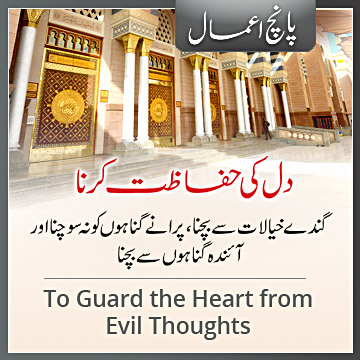 پانچ اعمال
دل کی حفاظت کرنا
گندے خیالات سے بچنا، پرانے گناہوں کو نہ سوچنا اور
آئندہ گناہوں سے بچنا
To Guard the Heart from
Evil Thoughts